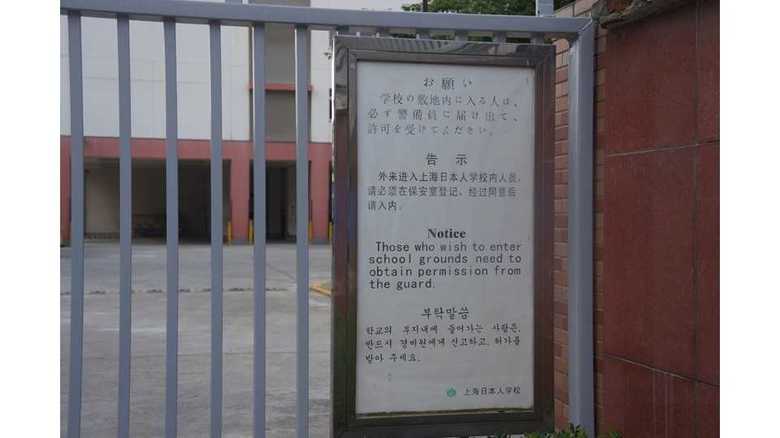 お願い
学校の敷地内に入る人は、
必ず警備員に届け出て、
許可を受けてください。
告示
外来进入上海日本人学校内人员，
请必须在保安室登记、经过同意后
请入内。
Notice
Those who wish to enter
school grounds need to
obtain permission from
the guard.
부탁말씀
학교의 부지내에 들어가는 사람은,
반드시 경비원에게 신고하고, 허가를
받아 주세요.
上海日本人学校